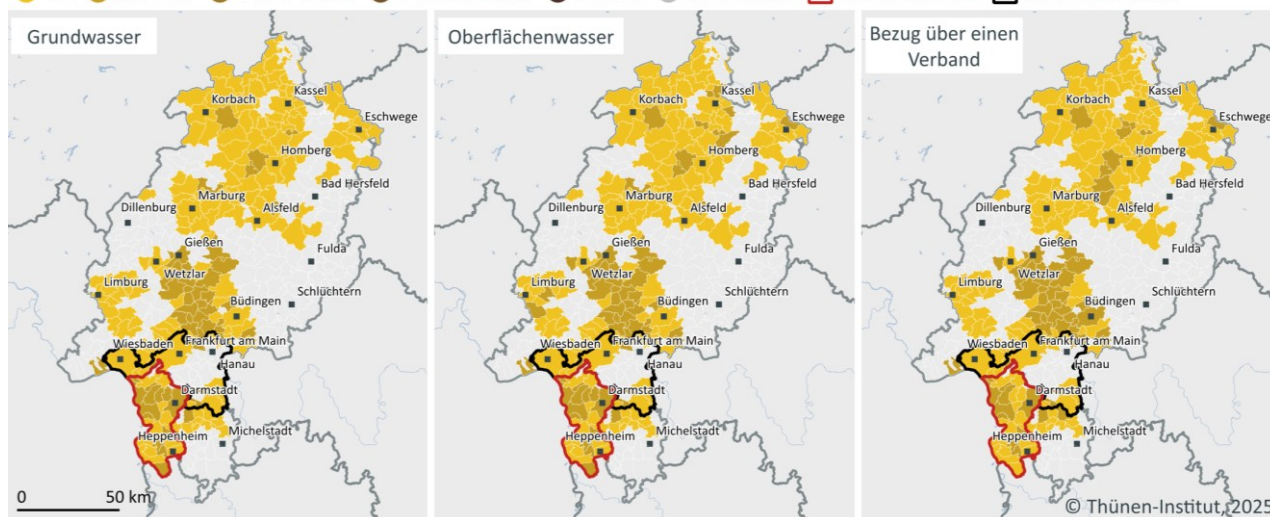 Grundwasser
Korbach
Kassel
Eschwege
Homberg
Bad Hersfeld
Marburg
Alsfeld
Dillenburg
Gießen
Fulda
Wetzlar
Limburg
Schlüchtern
Büdingen
Wiesbaden
Frankfurt am Main
Hanau
Darmstadt
Heppenheim
Michelstadt
0 50 km
Oberflächenwasser
Korbach
Kassel
Eschwege
Homberg
Bad Hersfeld
Marburg
Alsfeld
Dillenburg
Gießen
Fulda
Wetzlar
Limburg
Schlüchtern
Büdingen
Wiesbaden
Frankfurt am Main
Hanau
Darmstadt
Heppenheim
Michelstadt
Bezug über einen
Verband
Korbach
Kassel
Eschwege
Homberg
Bad Hersfeld
Marburg
Alsfeld
Dillenburg
Gießen
Fulda
Wetzlar
Limburg
Schlüchtern
Büdingen
Wiesbaden
Frankfurt am Main
Hanau
Darmstadt
Heppenheim
Michelstadt
© Thünen-Institut, 2025